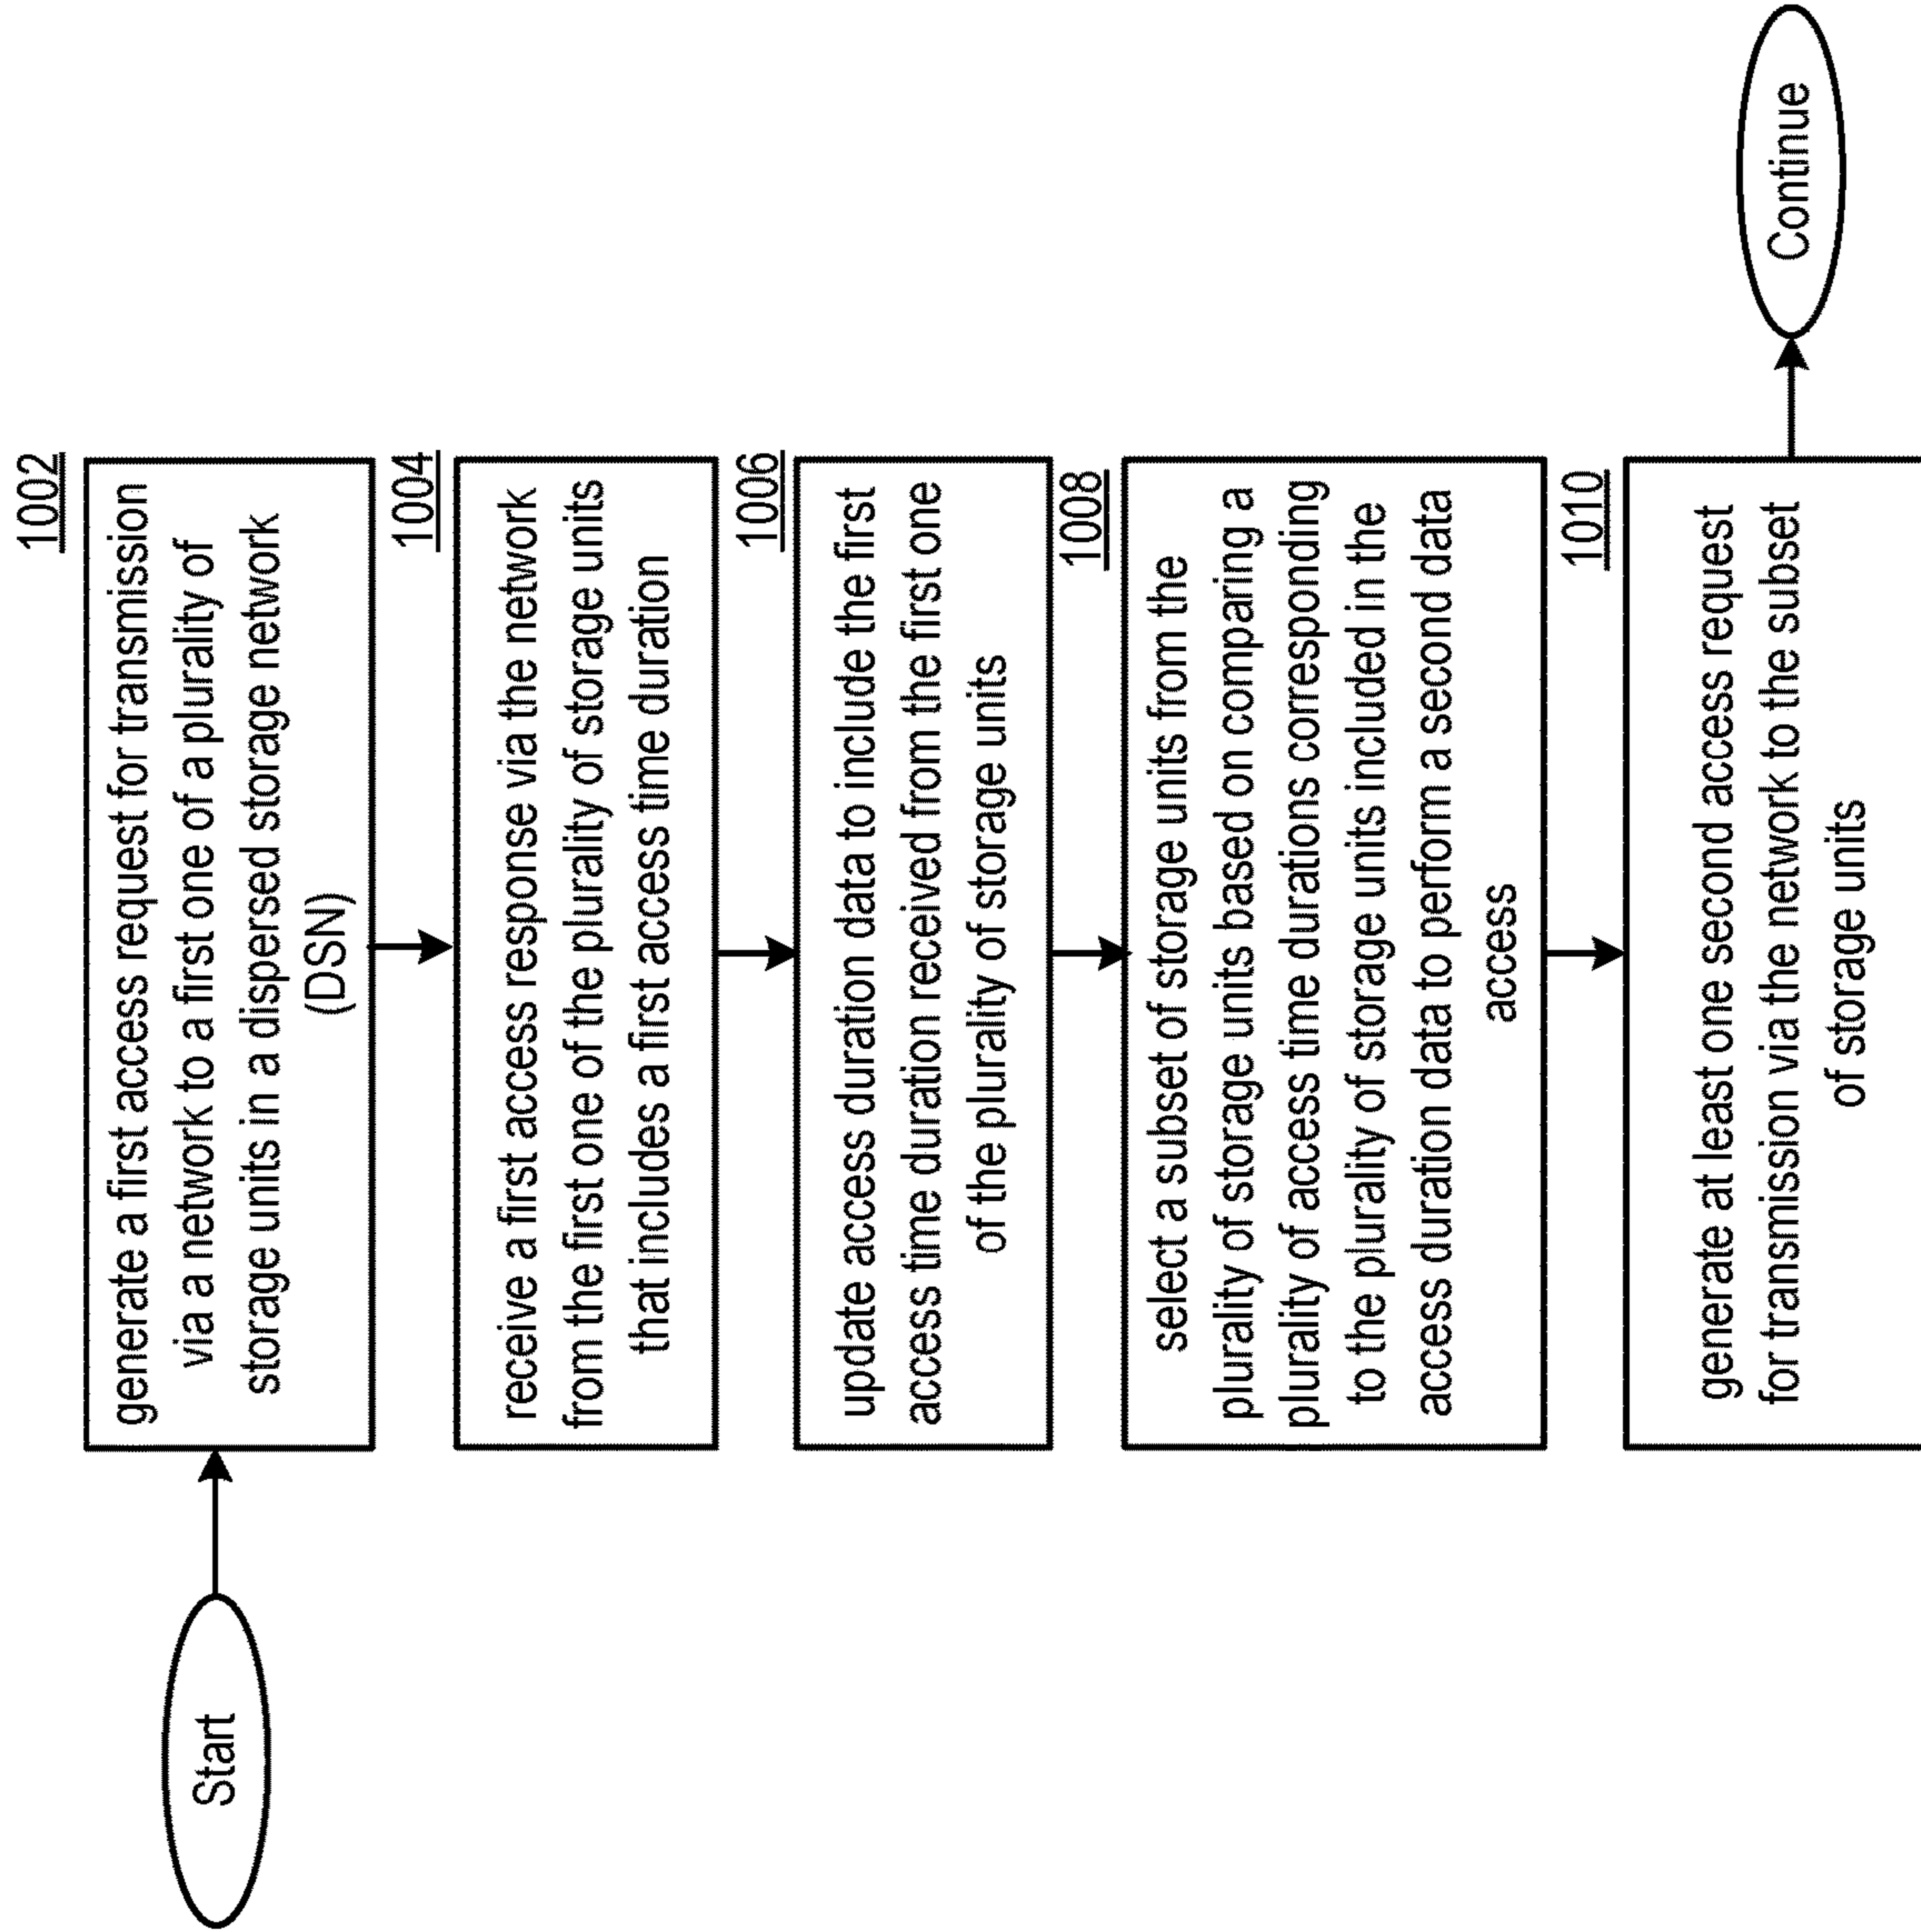 Start
1002
generate a first access request for transmission
via a network to a first one of a plurality of
storage units in a dispersed storage network
(DSN)
1004
receive a first access response via the network
from the first one of the plurality of storage units
that includes a first access time duration
1006
update access duration data to include the first
access time duration received from the first one
of the plurality of storage units
1008
select a subset of storage units from the
plurality of storage units based on comparing a
plurality of access time durations corresponding
to the plurality of storage units included in the
access duration data to perform a second data
access
1010
generate at least one second access request
for transmission via the network to the subset
of storage units
Continue